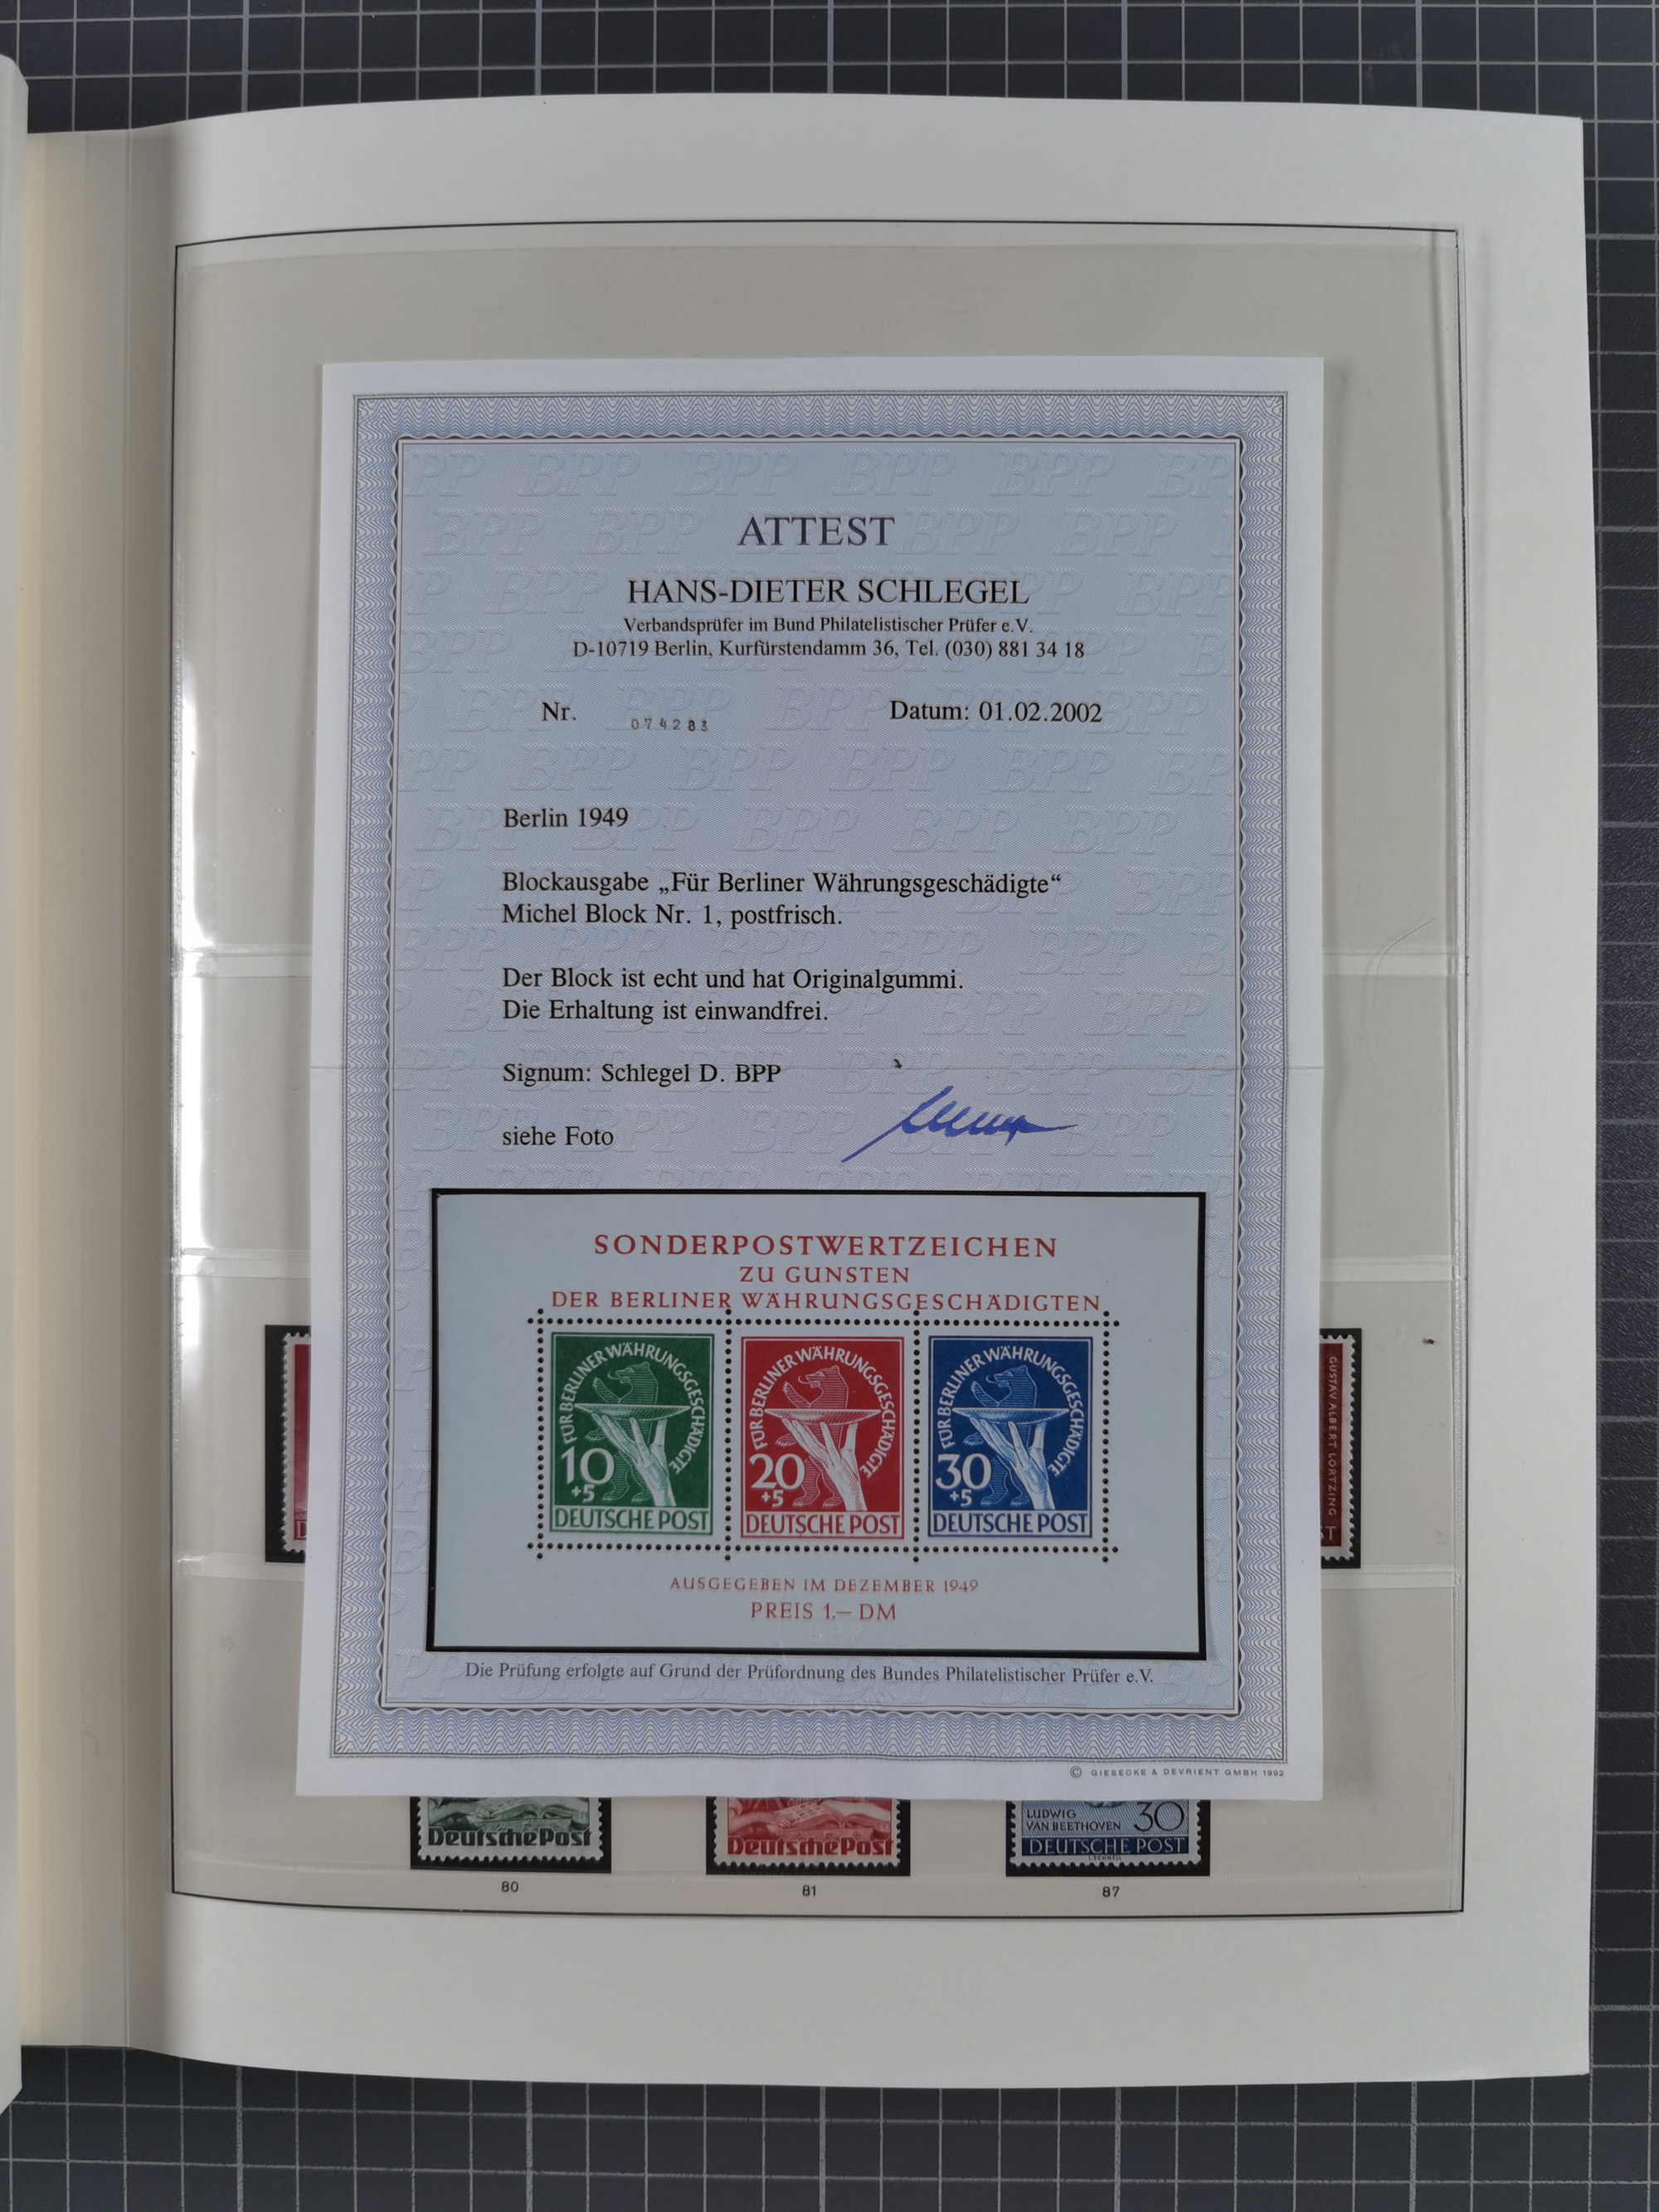 ATTEST
HANS-DIETER SCHLEGEL
Verbandsprüfer im Bund Philatelistischer Prüfer e.V.
D-10719 Berlin, Kurfürstendamm 36, Tel. (030) 881 34 18
Nr. 074283 Datum: 01.02.2002
Berlin 1949
Blockausgabe „Für Berliner Währungsgeschädigte“
Michel Block Nr. 1, postfrisch.
Der Block ist echt und hat Originalgummi.
Die Erhaltung ist einwandfrei.
Signum: Schlegel D. BPP
siehe Foto
SONDERPOSTWERTZEICHEN
ZU GUNSTEN
DER BERLINER WÄHRUNGSGESCHÄDIGTEN
FÜR BERLINER WÄHRUNGSGESCHÄDIGTE
10
+5
DEUTSCHE POST
FÜR BERLINER WÄHRUNGSGESCHÄDIGTE
20
+5
DEUTSCHE POST
FÜR BERLINER WÄHRUNGSGESCHÄDIGTE
30
+5
DEUTSCHE POST
AUSGEGEBEN IM DEZEMBER 1949
PREIS 1.– DM
Die Prüfung erfolgte auf Grund der Prüfordnung des Bundes Philatelistischer Prüfer e.V.
© GIESECKE & DEVRIENT GMBH 1992
GUSTAV ALBERT LORTZING
ST
Deutsche Post
Deutsche Post
LUDWIG
VAN BEETHOVEN 30
DEUTSCHE POST
80 81 87
BPP